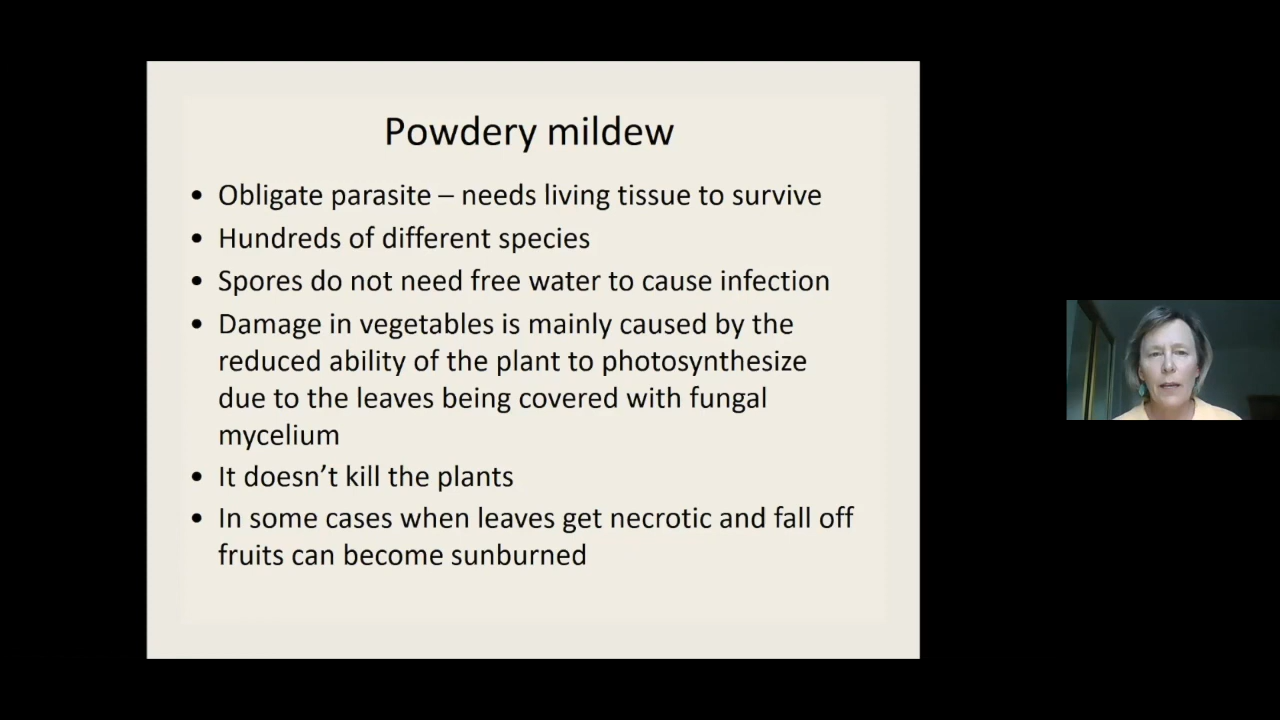 Powdery mildew
• Obligate parasite – needs living tissue to survive
• Hundreds of different species
• Spores do not need free water to cause infection
• Damage in vegetables is mainly caused by the
reduced ability of the plant to photosynthesize
due to the leaves being covered with fungal
mycelium
• It doesn’t kill the plants
• In some cases when leaves get necrotic and fall off
fruits can become sunburned